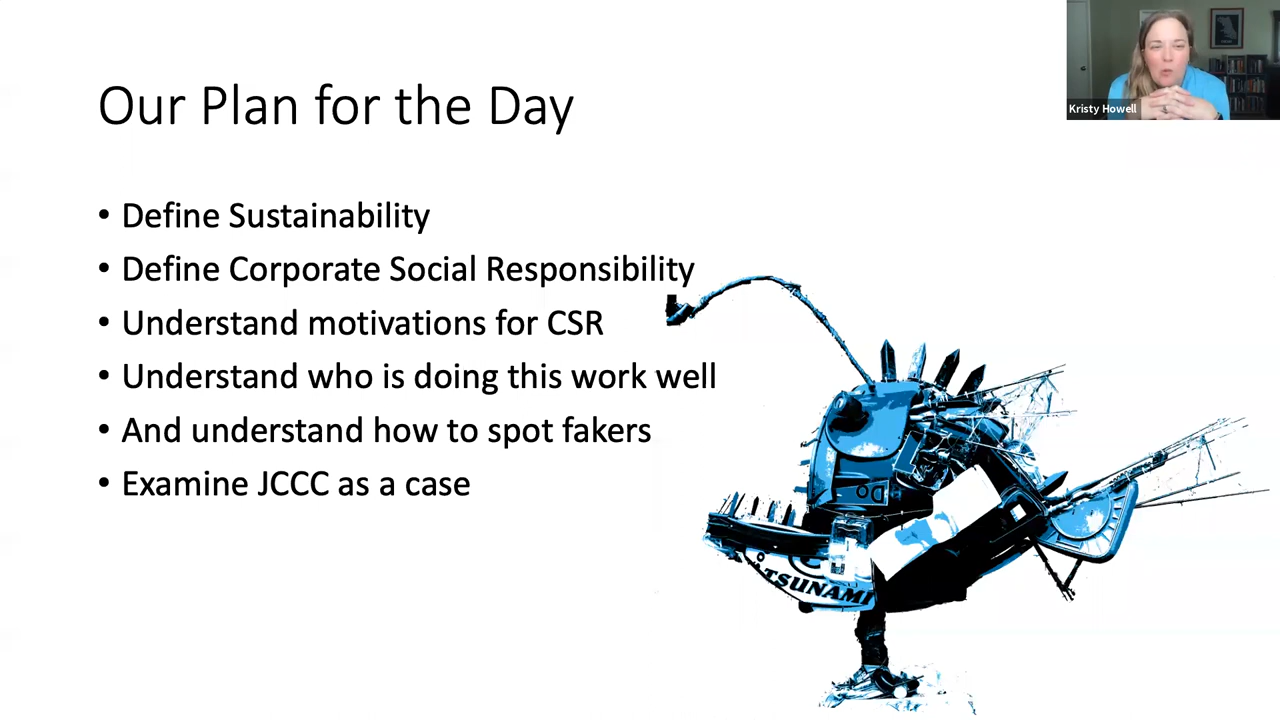 Our Plan for the Day
Kristy Howell
• Define Sustainability
• Define Corporate Social Responsibility
• Understand motivations for CSR
• Understand who is doing this work well
• And understand how to spot fakers
• Examine JCCC as a case
TSUNAMI